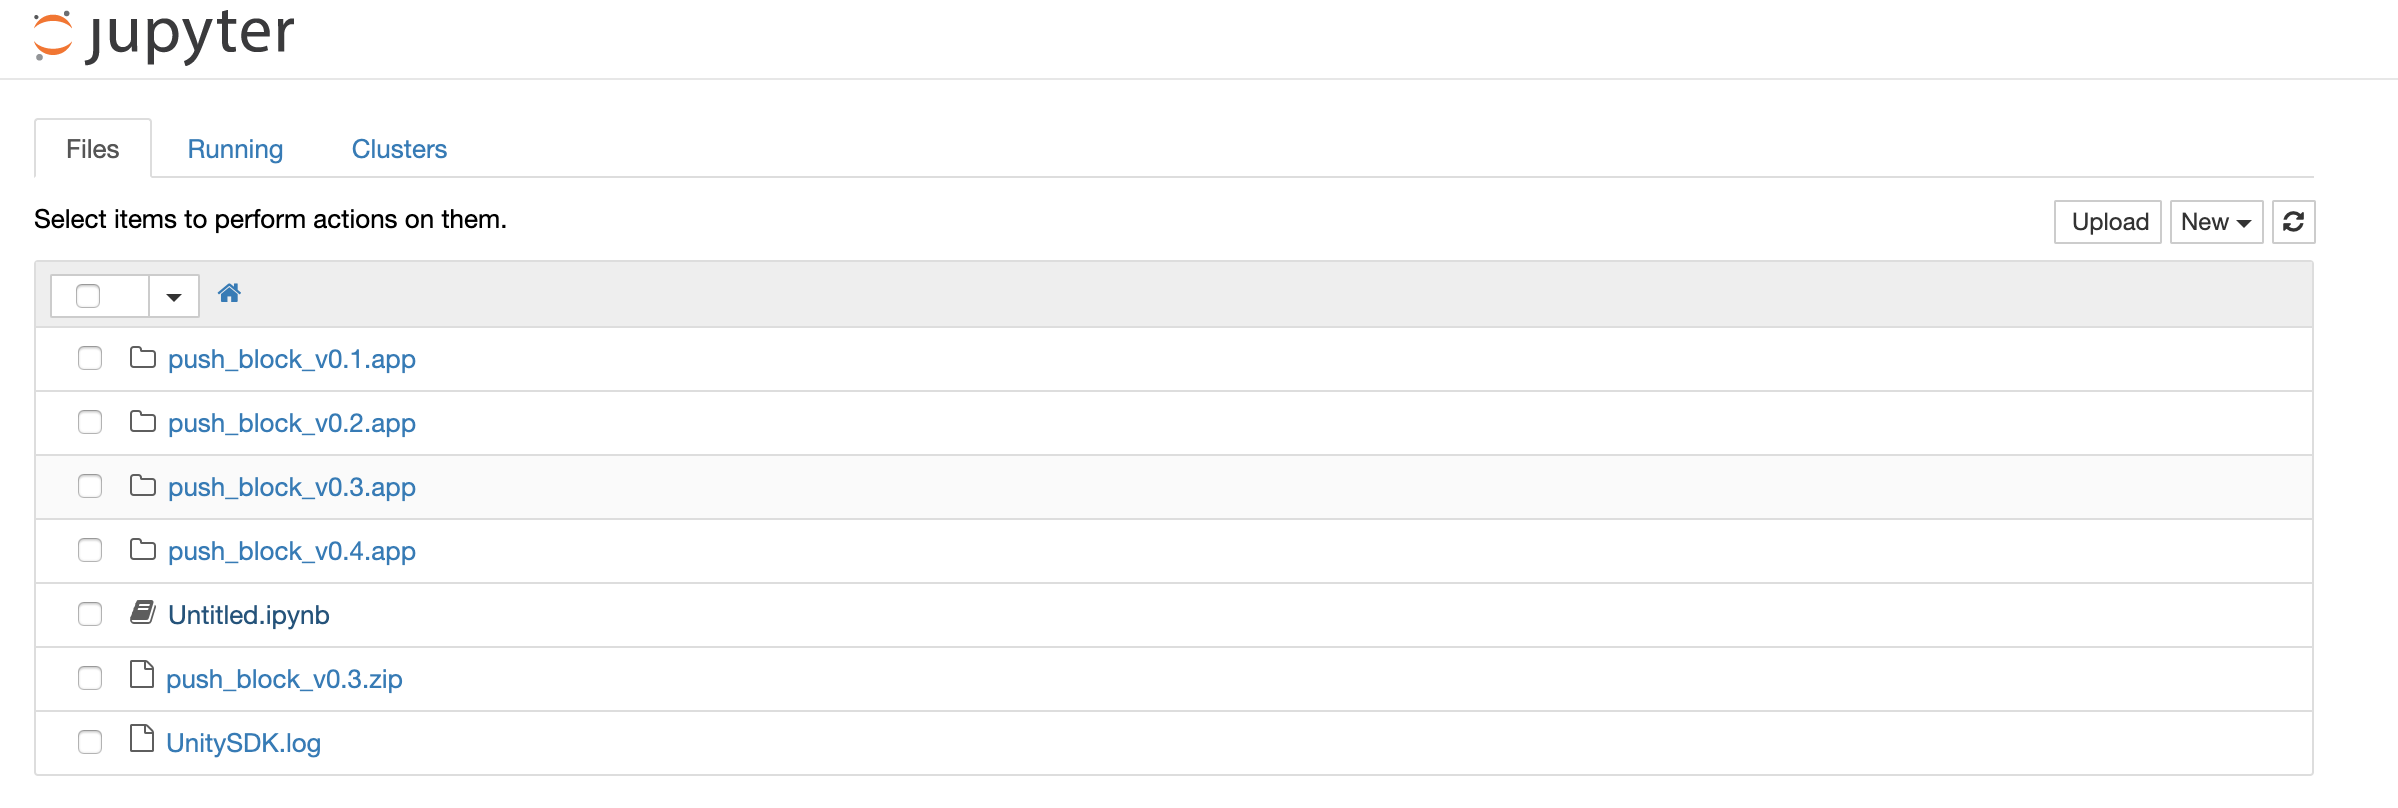 jupyter
Files Running Clusters
Select items to perform actions on them.
Upload New
push_block_v0.1.app
push_block_v0.2.app
push_block_v0.3.app
push_block_v0.4.app
Untitled.ipynb
push_block_v0.3.zip
UnitySDK.log